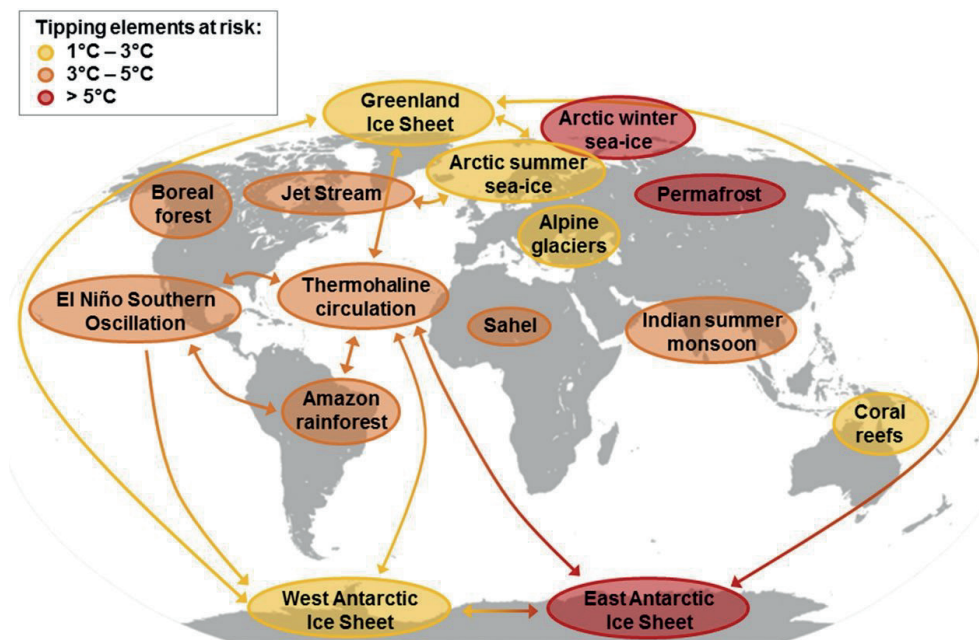 Tipping elements at risk:
1°C – 3°C
3°C – 5°C
> 5°C
Greenland
Ice Sheet
Arctic winter
sea-ice
Arctic summer
sea-ice
Boreal
forest
Jet Stream
Permafrost
Alpine
glaciers
El Niño Southern
Oscillation
Thermohaline
circulation
Sahel
Indian summer
monsoon
Amazon
rainforest
Coral
reefs
West Antarctic
Ice Sheet
East Antarctic
Ice Sheet